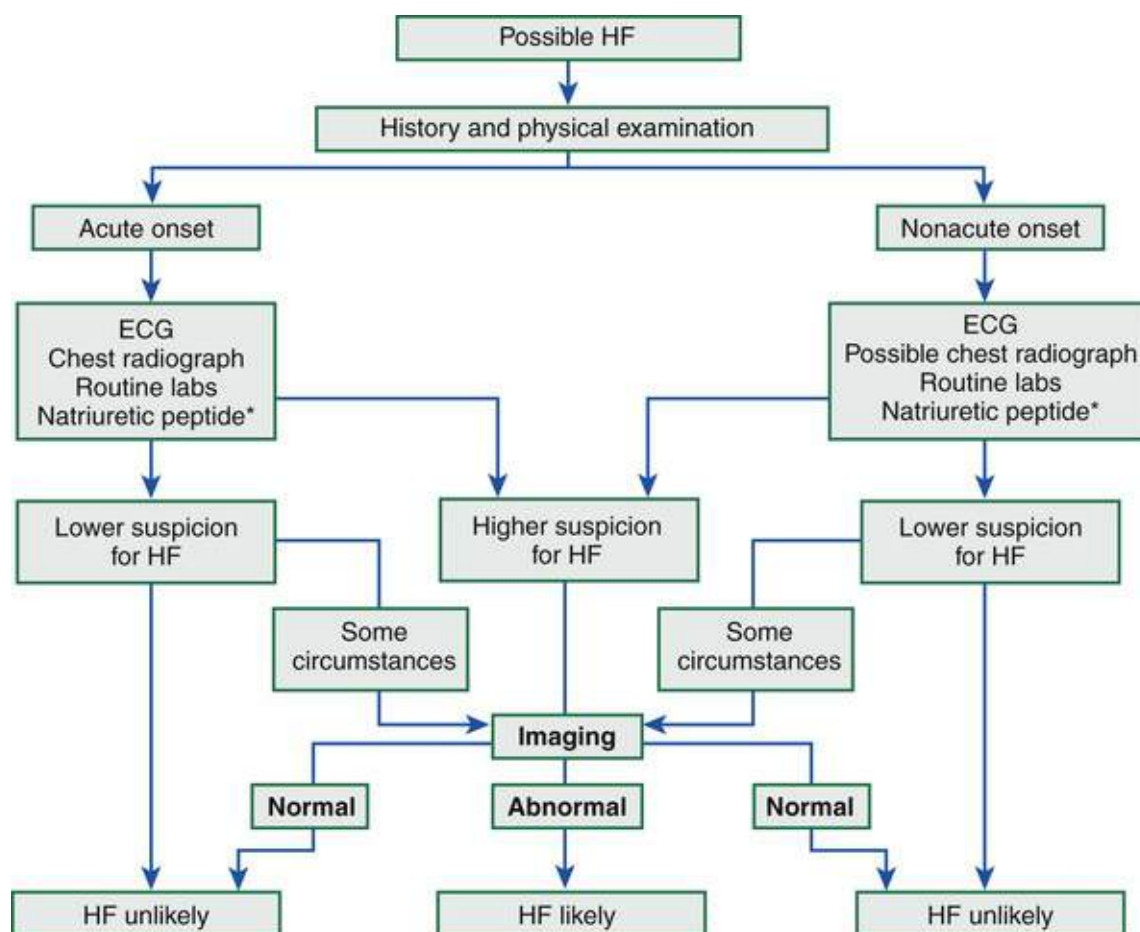 Possible HF
History and physical examination
Acute onset
Nonacute onset
ECG
Chest radiograph
Routine labs
Natriuretic peptide*
ECG
Possible chest radiograph
Routine labs
Natriuretic peptide*
Lower suspicion
for HF
Higher suspicion
for HF
Lower suspicion
for HF
Some
circumstances
Some
circumstances
Imaging
Normal
Abnormal
Normal
HF unlikely
HF likely
HF unlikely